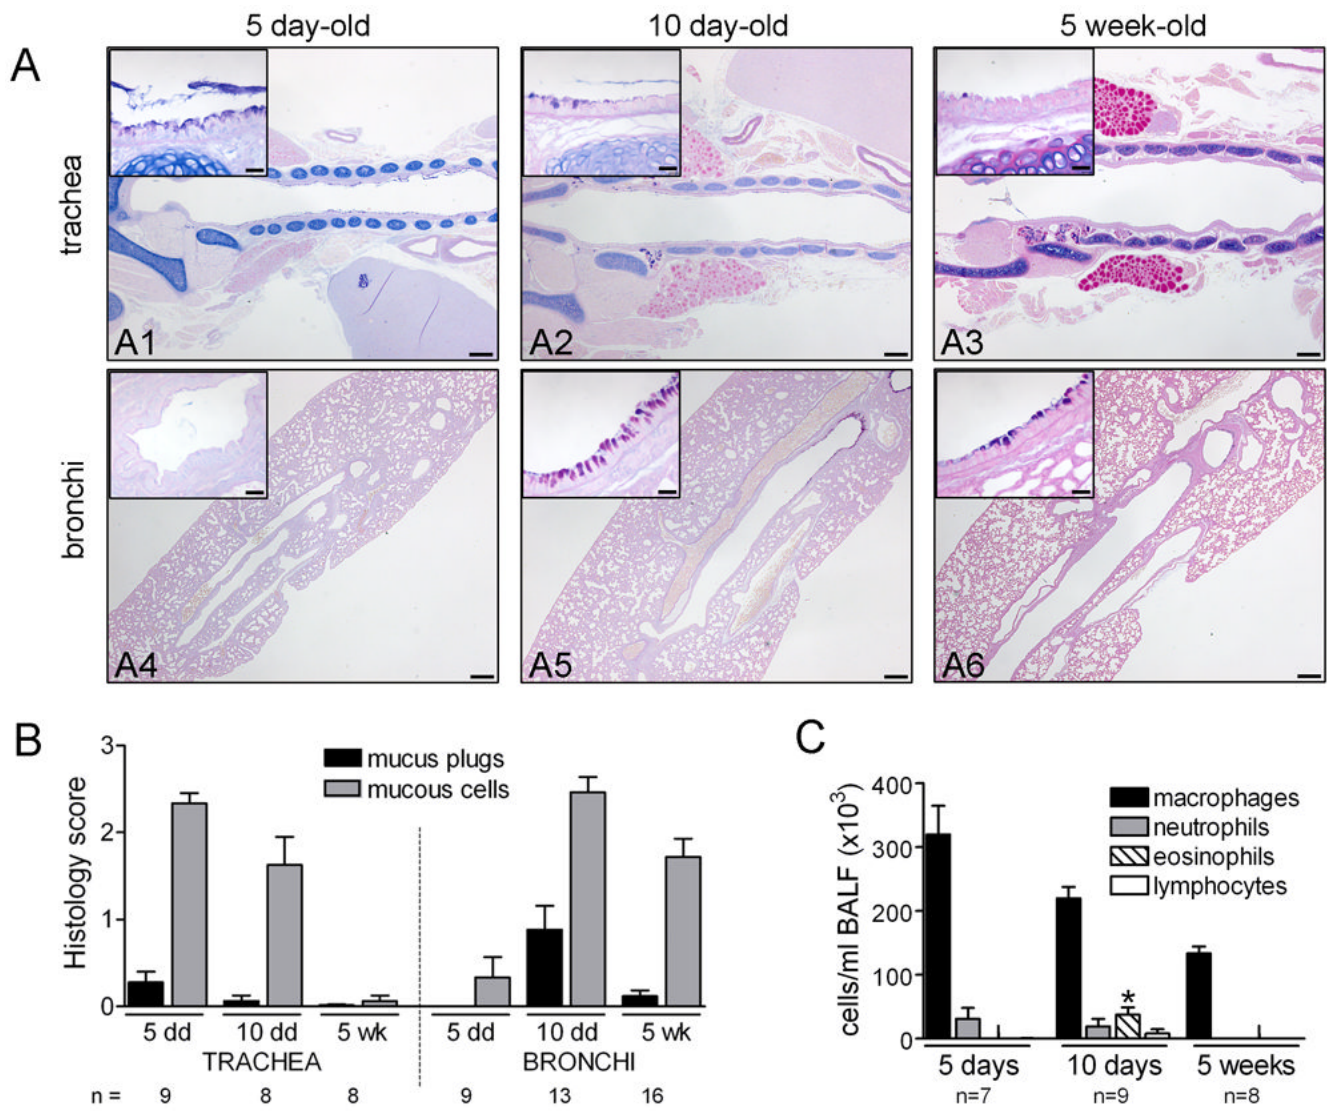 5 day-old 10 day-old 5 week-old
A
trachea
A1 A2 A3
bronchi
A4 A5 A6
B
Histology score
3
2
1
0
mucus plugs
mucous cells
5 dd 10 dd 5 wk 5 dd 10 dd 5 wk
TRACHEA BRONCHI
n = 9 8 8 9 13 16
C
cells/ml BALF (x10³)
400
300
200
100
0
macrophages
neutrophils
eosinophils
lymphocytes
*
5 days 10 days 5 weeks
n=7 n=9 n=8